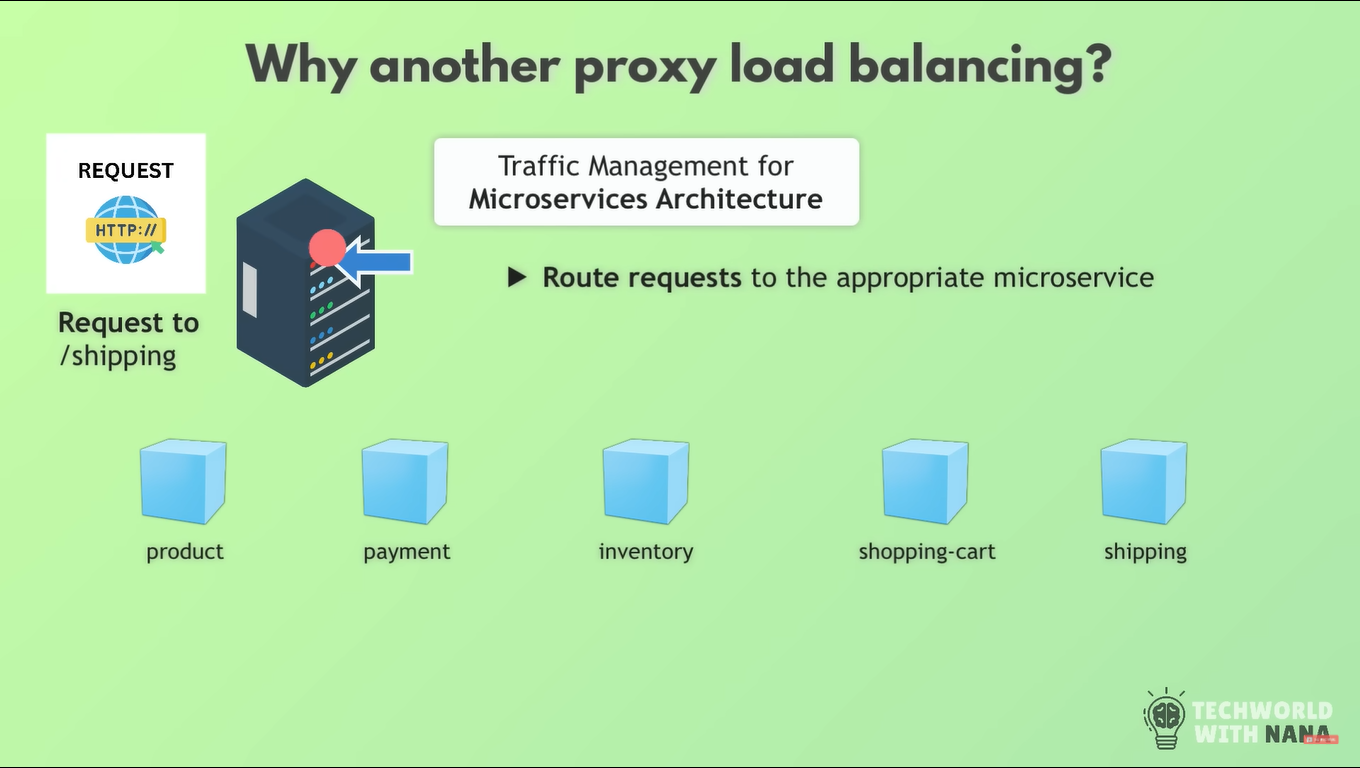 Why another proxy load balancing?
REQUEST
HTTP://
Request to
/shipping
Traffic Management for
Microservices Architecture
► Route requests to the appropriate microservice
product
payment
inventory
shopping-cart
shipping
TECHWORLD
WITH NANA